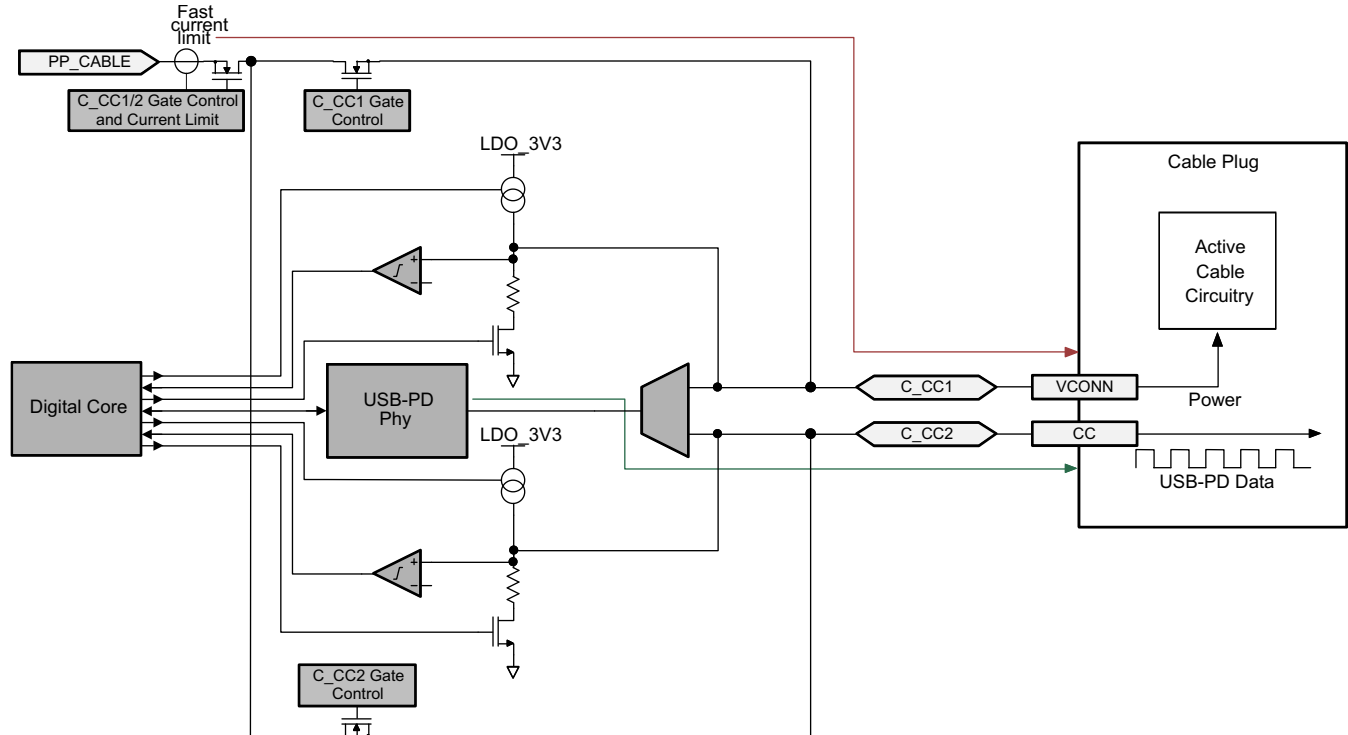 Fast
current
limit
PP_CABLE
C_CC1/2 Gate Control
and Current Limit
C_CC1 Gate
Control
LDO_3V3
+
−
Cable Plug
Active
Cable
Circuitry
Digital Core
USB-PD
Phy
C_CC1
VCONN
Power
C_CC2
CC
USB-PD Data
LDO_3V3
+
−
C_CC2 Gate
Control